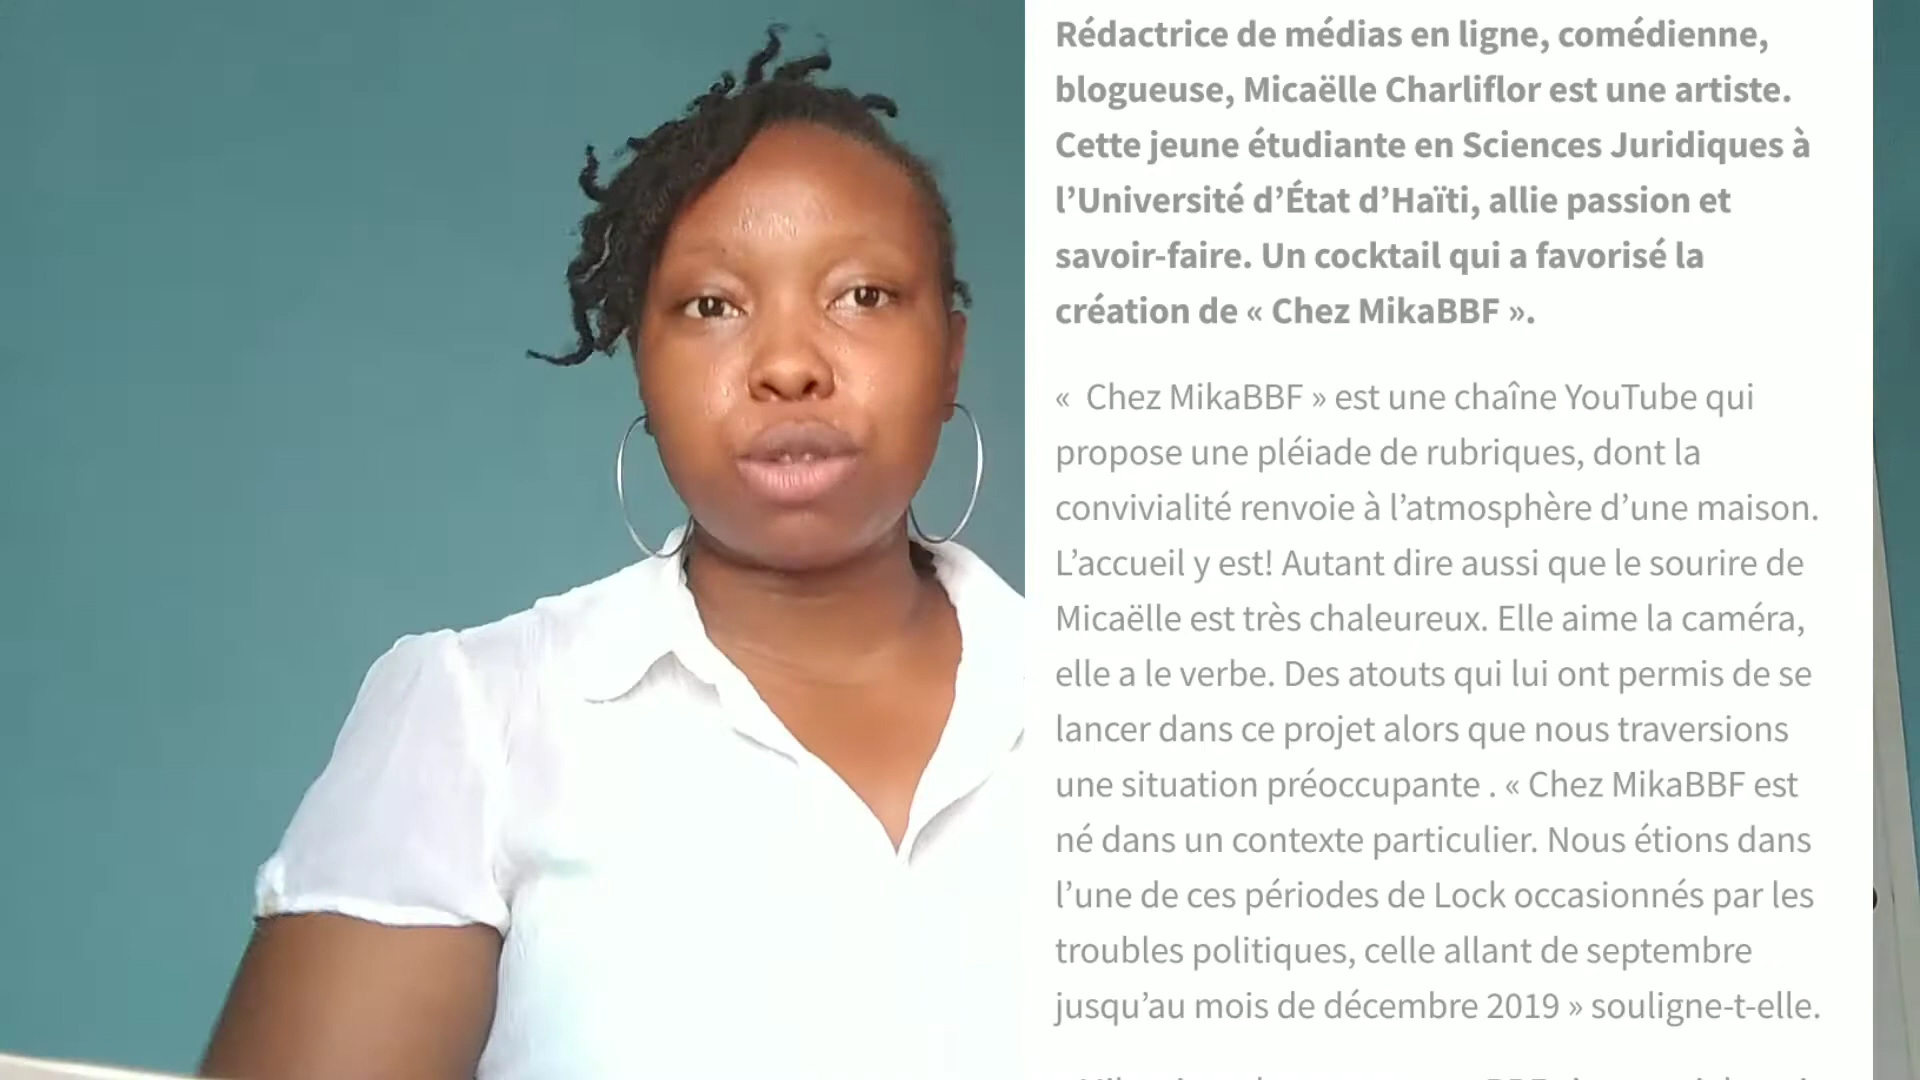 Rédactrice de médias en ligne, comédienne,
blogueuse, Micaëlle Charliflor est une artiste.
Cette jeune étudiante en Sciences Juridiques à
l’Université d’État d’Haïti, allie passion et
savoir-faire. Un cocktail qui a favorisé la
création de « Chez MikaBBF ».
«  Chez MikaBBF » est une chaîne YouTube qui
propose une pléiade de rubriques, dont la
convivialité renvoie à l’atmosphère d’une maison.
L’accueil y est! Autant dire aussi que le sourire de
Micaëlle est très chaleureux. Elle aime la caméra,
elle a le verbe. Des atouts qui lui ont permis de se
lancer dans ce projet alors que nous traversions
une situation préoccupante . « Chez MikaBBF est
né dans un contexte particulier. Nous étions dans
l’une de ces périodes de Lock occasionnés par les
troubles politiques, celle allant de septembre
jusqu’au mois de décembre 2019 » souligne-t-elle.